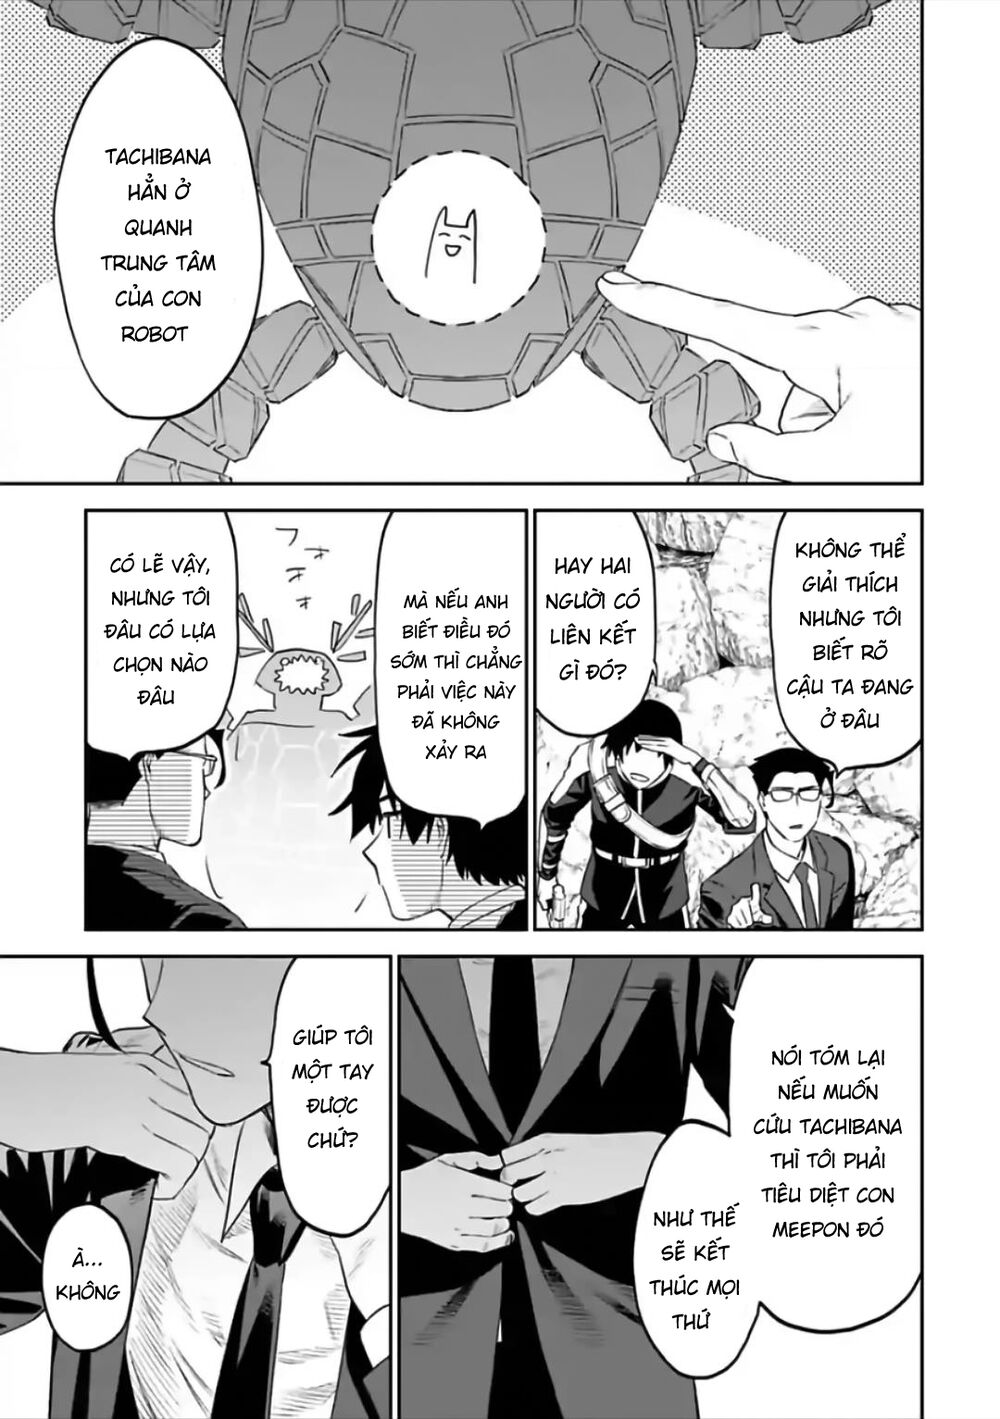 TACHIBANA
HẲN Ở
QUANH
TRUNG TÂM
CỦA CON
ROBOT
KHÔNG THỂ
GIẢI THÍCH
NHƯNG TÔI
BIẾT RÕ
CẬU TA ĐANG
Ở ĐÂU
HAY HAI
NGƯỜI CÓ
LIÊN KẾT
GÌ ĐÓ?
MÀ NẾU ANH
BIẾT ĐIỀU ĐÓ
SỚM THÌ CHẲNG
PHẢI VIỆC NÀY
ĐÃ KHÔNG
XẢY RA
CÓ LẼ VẬY,
NHƯNG TÔI
ĐÂU CÓ LỰA
CHỌN NÀO
ĐÂU
NÓI TÓM LẠI
NẾU MUỐN
CỨU TACHIBANA
THÌ TÔI PHẢI
TIÊU DIỆT CON
MEEPON ĐÓ
NHƯ THẾ
SẼ KẾT
THÚC MỌI
THỨ
GIÚP TÔI
MỘT TAY
ĐƯỢC
CHỨ?
À...
KHÔNG